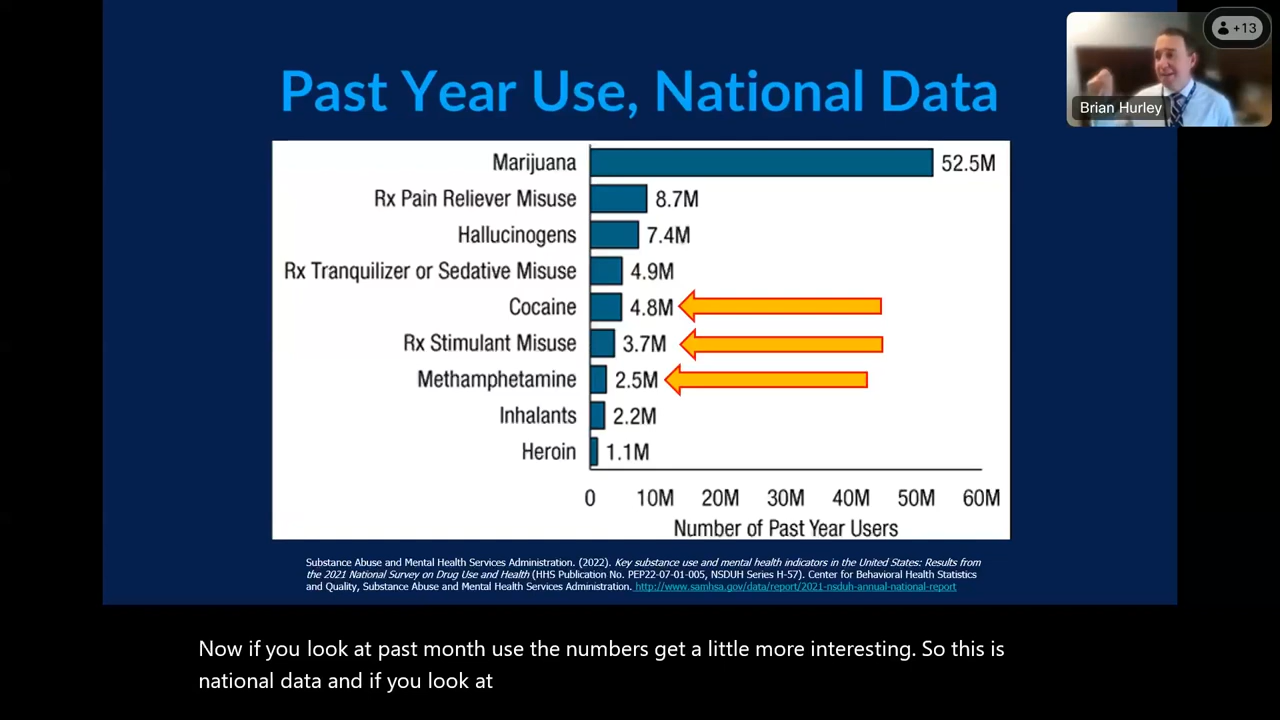 +13
Brian Hurley
Past Year Use, National Data
Marijuana 52.5M
Rx Pain Reliever Misuse 8.7M
Hallucinogens 7.4M
Rx Tranquilizer or Sedative Misuse 4.9M
Cocaine 4.8M
Rx Stimulant Misuse 3.7M
Methamphetamine 2.5M
Inhalants 2.2M
Heroin 1.1M
0 10M 20M 30M 40M 50M 60M
Number of Past Year Users
Substance Abuse and Mental Health Services Administration. (2022). Key substance use and mental health indicators in the United States: Results from
the 2021 National Survey on Drug Use and Health (HHS Publication No. PEP22-07-01-005, NSDUH Series H-57). Center for Behavioral Health Statistics
and Quality, Substance Abuse and Mental Health Services Administration. http://www.samhsa.gov/data/report/2021-nsduh-annual-national-report
Now if you look at past month use the numbers get a little more interesting. So this is
national data and if you look at